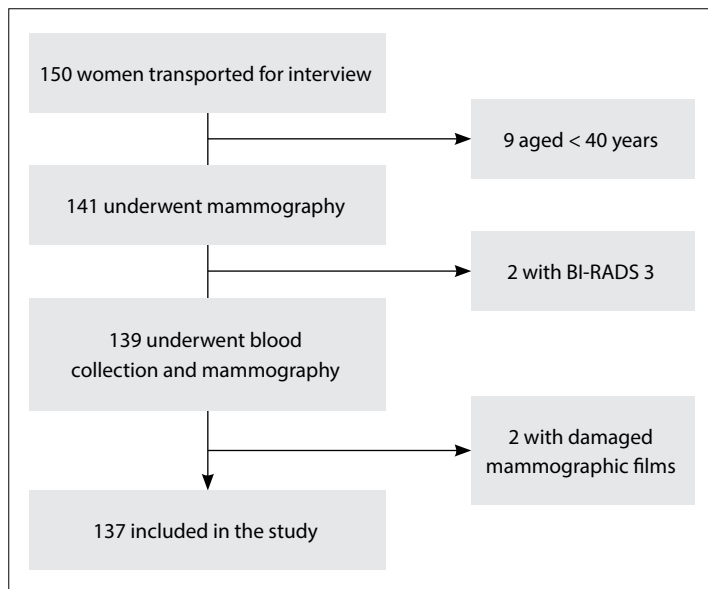 150 women transported for interview
9 aged < 40 years
141 underwent mammography
2 with BI-RADS 3
139 underwent blood
collection and mammography
2 with damaged
mammographic films
137 included in the study